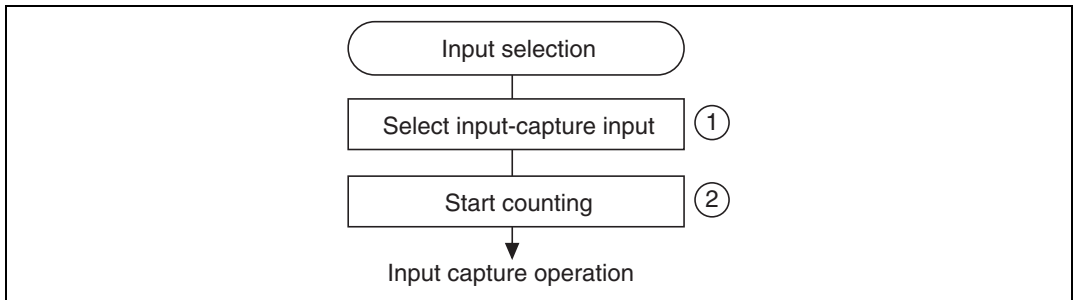 Input selection
Select input-capture input 1
Start counting 2
Input capture operation